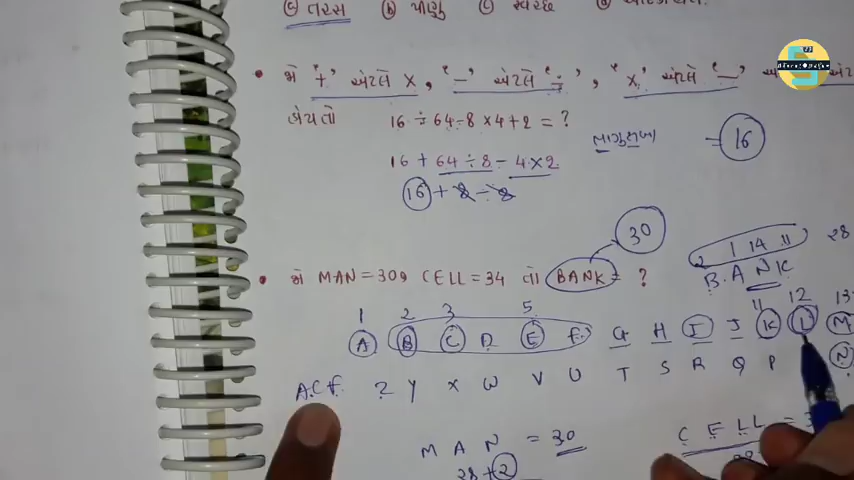 ⓒ તરસ ⓑ પીણુ ⓒ સ્વચ્છ ⓓ
• જો '+' એટલે ×, '−' એટલે '÷', '×' એટલે '−'
હોય તો 16 ÷ 64 - 8 × 4 + 2 = ?
16 + 64 ÷ 8 - 4 × 2 = 16
16 + 8 - 8
30
2 1 14 11 28
B.A NK
• જો MAN = 30, CELL = 34 તો BANK = ?
1 2 3 5 11 12 13
A B C D E F G H I J K L M
A.C.F. Z Y X W V U T S R Q P N
M A N = 30 C E L L = 3
28 + 2